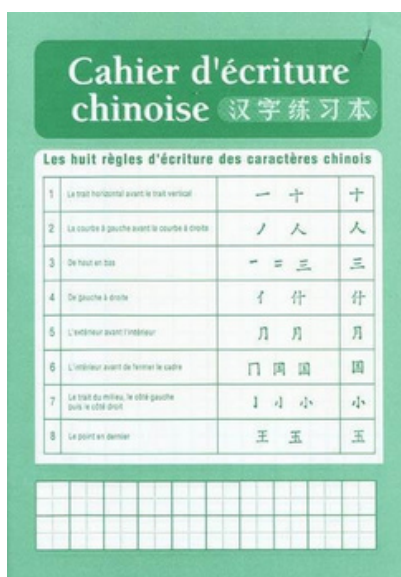 Cahier d'écriture
chinoise 汉字练习本
Les huit règles d'écriture des caractères chinois
1 Le trait horizontal avant le trait vertical 一 十 十
2 La courbe à gauche avant la courbe à droite 丿 人 人
3 De haut en bas 一 二 三 三
4 De gauche à droite 亻 什 什
5 L'extérieur avant l'intérieur 冂 月 月
6 L'intérieur avant de fermer le cadre 冂 国 国
7 Le trait du milieu, le côté gauche
puis le côté droit 亅 小 小
8 Le point en dernier 王 玉 玉